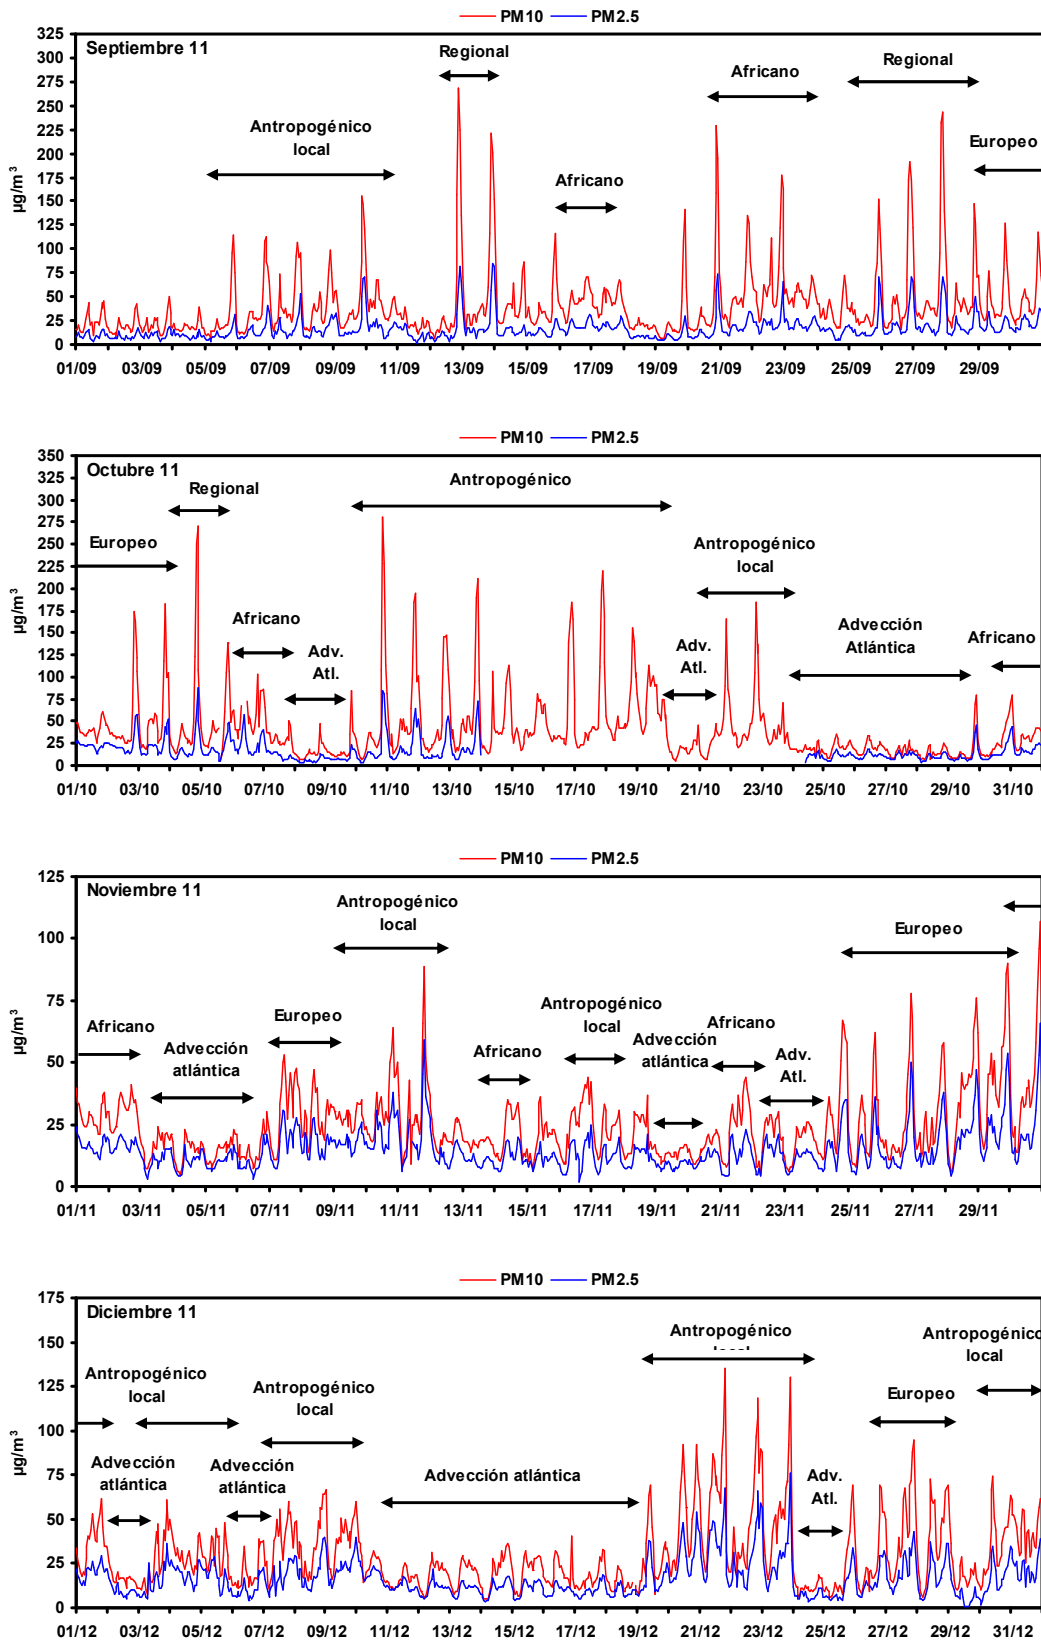 PM10 PM2.5
Septiembre 11
µg/m³
325
300
275
250
225
200
175
150
125
100
75
50
25
0
Regional
Africano
Regional
Antropogénico
local
Europeo
Africano
01/09 03/09 05/09 07/09 09/09 11/09 13/09 15/09 17/09 19/09 21/09 23/09 25/09 27/09 29/09
PM10 PM2.5
Octubre 11
µg/m³
350
325
300
275
250
225
200
175
150
125
100
75
50
25
0
Regional
Antropogénico
Europeo
Antropogénico
local
Africano
Adv.
Atl.
Adv.
Atl.
Advección
Atlántica
Africano
01/10 03/10 05/10 07/10 09/10 11/10 13/10 15/10 17/10 19/10 21/10 23/10 25/10 27/10 29/10 31/10
PM10 PM2.5
Noviembre 11
µg/m³
125
100
75
50
25
0
Antropogénico
local
Europeo
Africano
Advección
atlántica
Europeo
Africano
Antropogénico
local
Advección
atlántica
Africano
Adv.
Atl.
01/11 03/11 05/11 07/11 09/11 11/11 13/11 15/11 17/11 19/11 21/11 23/11 25/11 27/11 29/11
PM10 PM2.5
Diciembre 11
µg/m³
175
150
125
100
75
50
25
0
Antropogénico
local
Antropogénico
local
Antropogénico
local
Antropogénico
local
Europeo
Advección
atlántica
Advección
atlántica
Advección atlántica
Adv.
Atl.
01/12 03/12 05/12 07/12 09/12 11/12 13/12 15/12 17/12 19/12 21/12 23/12 25/12 27/12 29/12 31/12